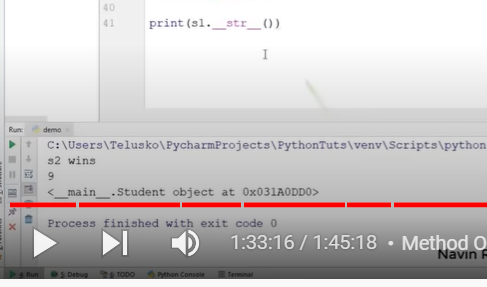 40
41 print(s1.__str__())
Run: demo
C:\Users\Telusko\PycharmProjects\PythonTuts\venv\Scripts\python
s2 wins
9
<__main__.Student object at 0x031A0DD0>
Process finished with exit code 0
1:33:16 / 1:45:18 • Method O
Navin R
4: Run 5: Debug 6: TODO Python Console Terminal